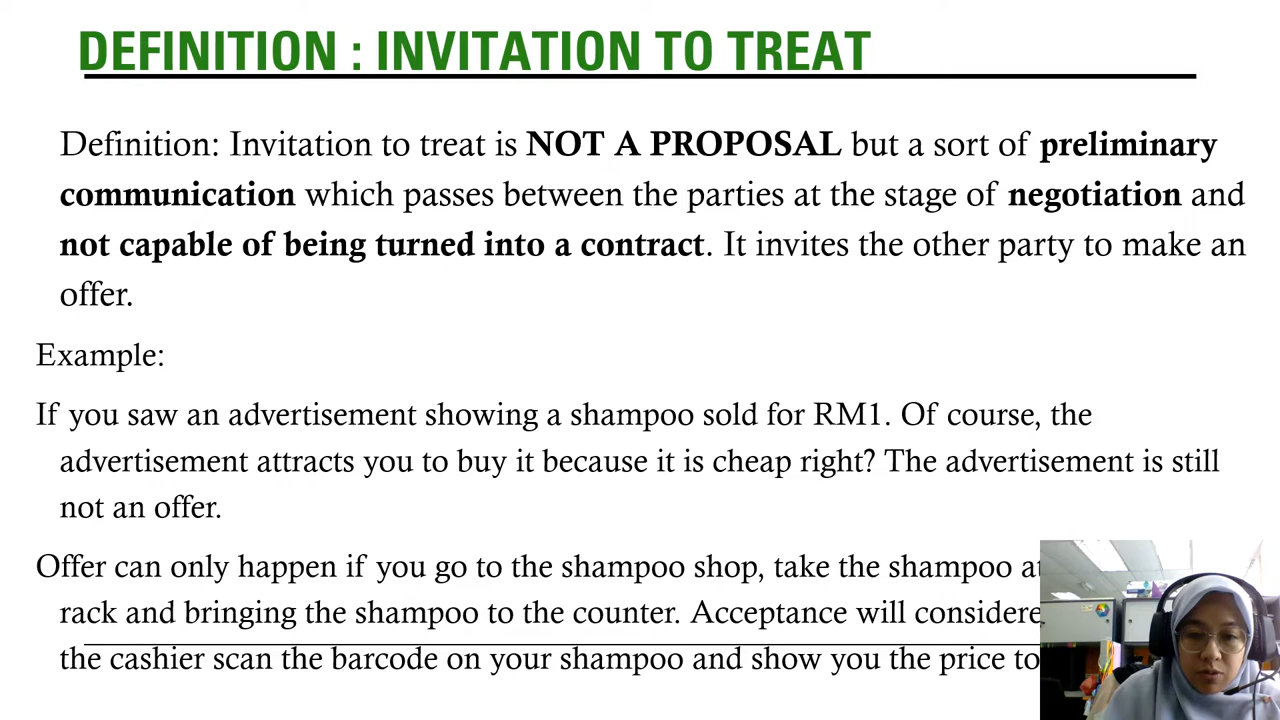 DEFINITION : INVITATION TO TREAT
Definition: Invitation to treat is NOT A PROPOSAL but a sort of preliminary
communication which passes between the parties at the stage of negotiation and
not capable of being turned into a contract. It invites the other party to make an
offer.
Example:
If you saw an advertisement showing a shampoo sold for RM1. Of course, the
advertisement attracts you to buy it because it is cheap right? The advertisement is still
not an offer.
Offer can only happen if you go to the shampoo shop, take the shampoo at
rack and bringing the shampoo to the counter. Acceptance will
the cashier scan the barcode on your shampoo and show you the price to